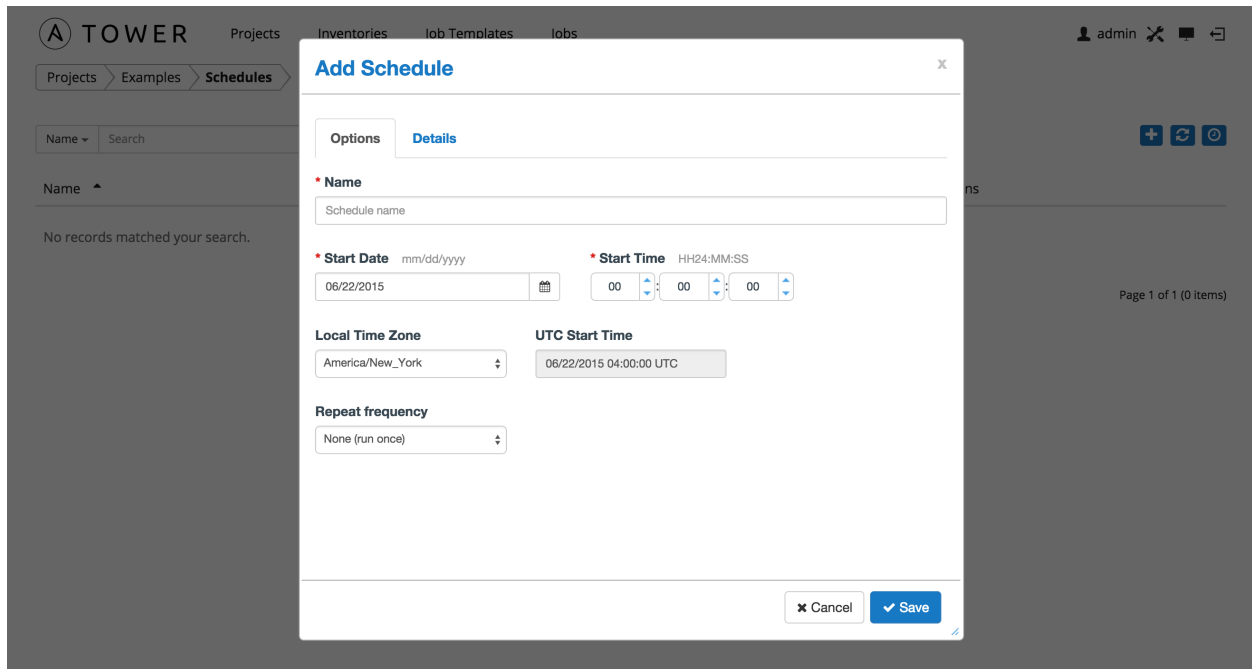 TOWER Projects Inventories Job Templates Jobs admin
Projects Examples Schedules
Add Schedule x
Name Search
Options Details
Name
ns
* Name
Schedule name
No records matched your search.
* Start Date mm/dd/yyyy * Start Time HH24:MM:SS
06/22/2015 00 : 00 : 00
Page 1 of 1 (0 items)
Local Time Zone UTC Start Time
America/New_York 06/22/2015 04:00:00 UTC
Repeat frequency
None (run once)
Cancel Save